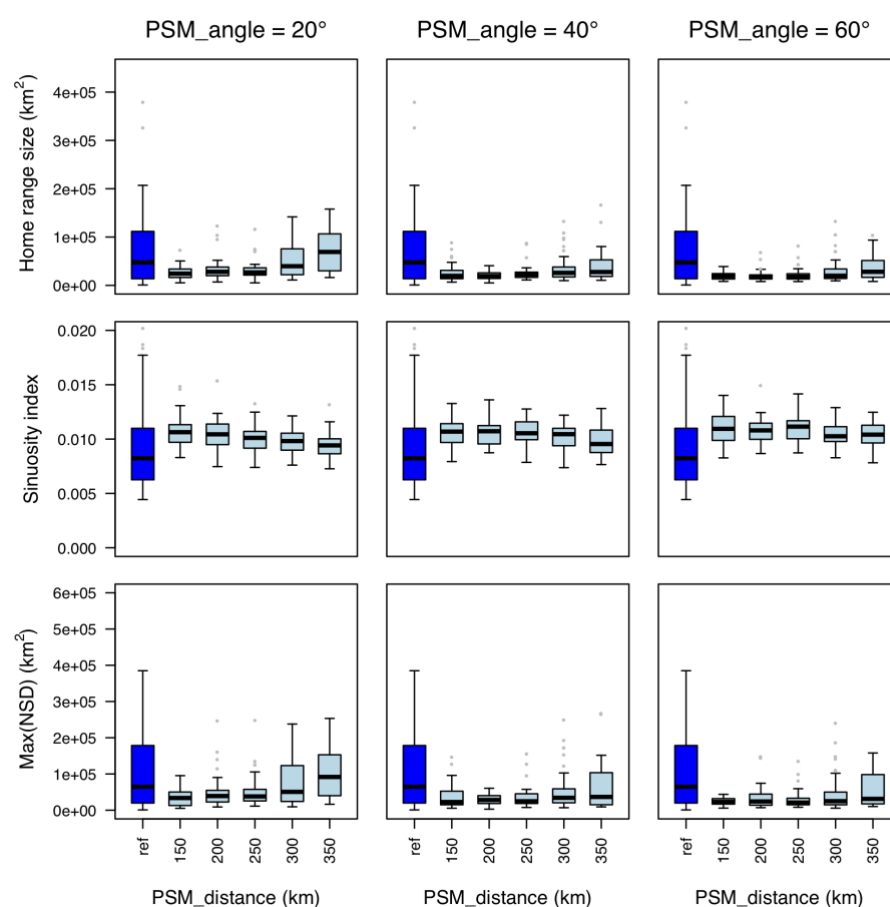 PSM_angle = 20° PSM_angle = 40° PSM_angle = 60°
Home range size (km²)
4e+05
3e+05
2e+05
1e+05
0e+00
Sinuosity index
0.020
0.015
0.010
0.005
0.000
Max(NSD) (km²)
6e+05
5e+05
4e+05
3e+05
2e+05
1e+05
0e+00
ref 150 200 250 300 350 ref 150 200 250 300 350 ref 150 200 250 300 350
PSM_distance (km) PSM_distance (km) PSM_distance (km)